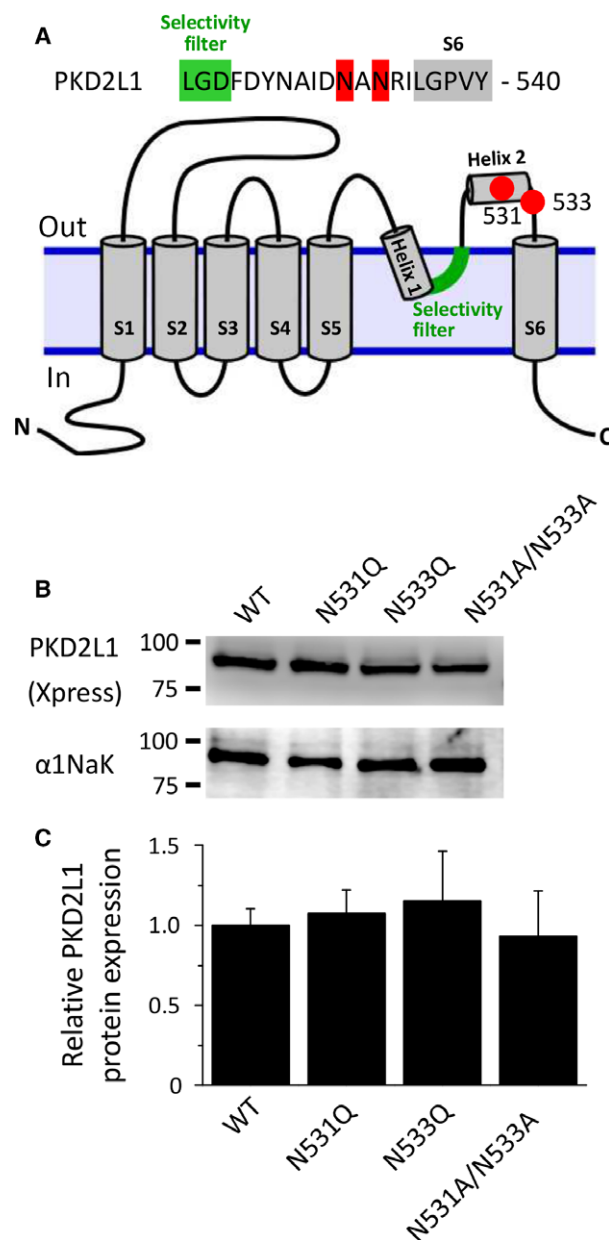 A
Selectivity
filter
S6
PKD2L1 LGDFDYNAIDNANRILGPVY - 540
Helix 2
531 533
Out
Helix 1
Selectivity
filter
S1 S2 S3 S4 S5 S6
In
N C
B
WT N531Q N533Q N531A/N533A
PKD2L1
(Xpress)
100
75
α1NaK
100
75
C
Relative PKD2L1
protein expression
1.5
1.0
0.5
0
WT N531Q N533Q N531A/N533A